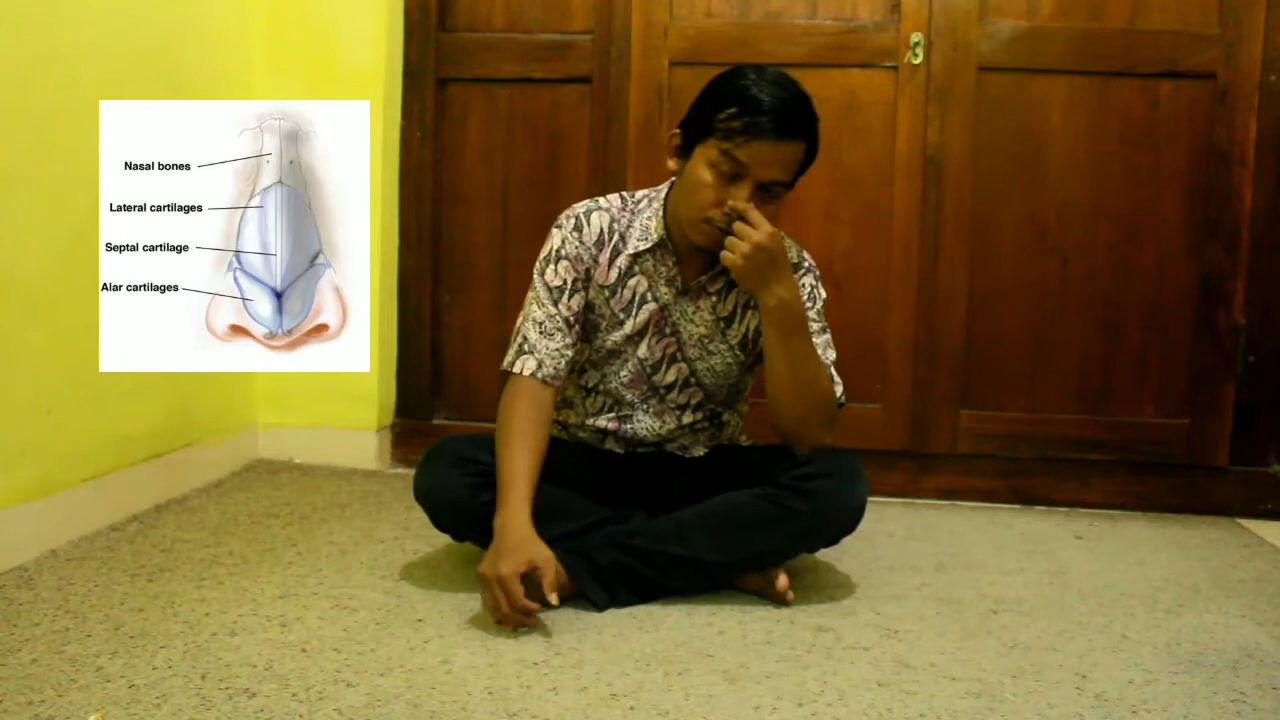 Nasal bones
Lateral cartilages
Septal cartilage
Alar cartilages